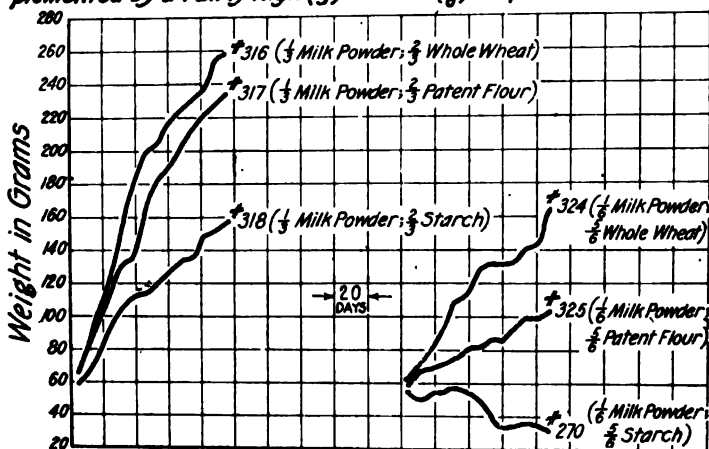 280
260
240
220
200
180
160
140
120
100
80
60
40
20
Weight in Grams
#316 (1/3 Milk Powder; 2/3 Whole Wheat)
#317 (1/3 Milk Powder; 2/3 Patent Flour)
#318 (1/3 Milk Powder; 2/3 Starch)
20
DAYS
#324 (1/6 Milk Powder;
5/6 Whole Wheat)
#325 (1/6 Milk Powder;
5/6 Patent Flour)
#270 (1/6 Milk Powder;
5/6 Starch)